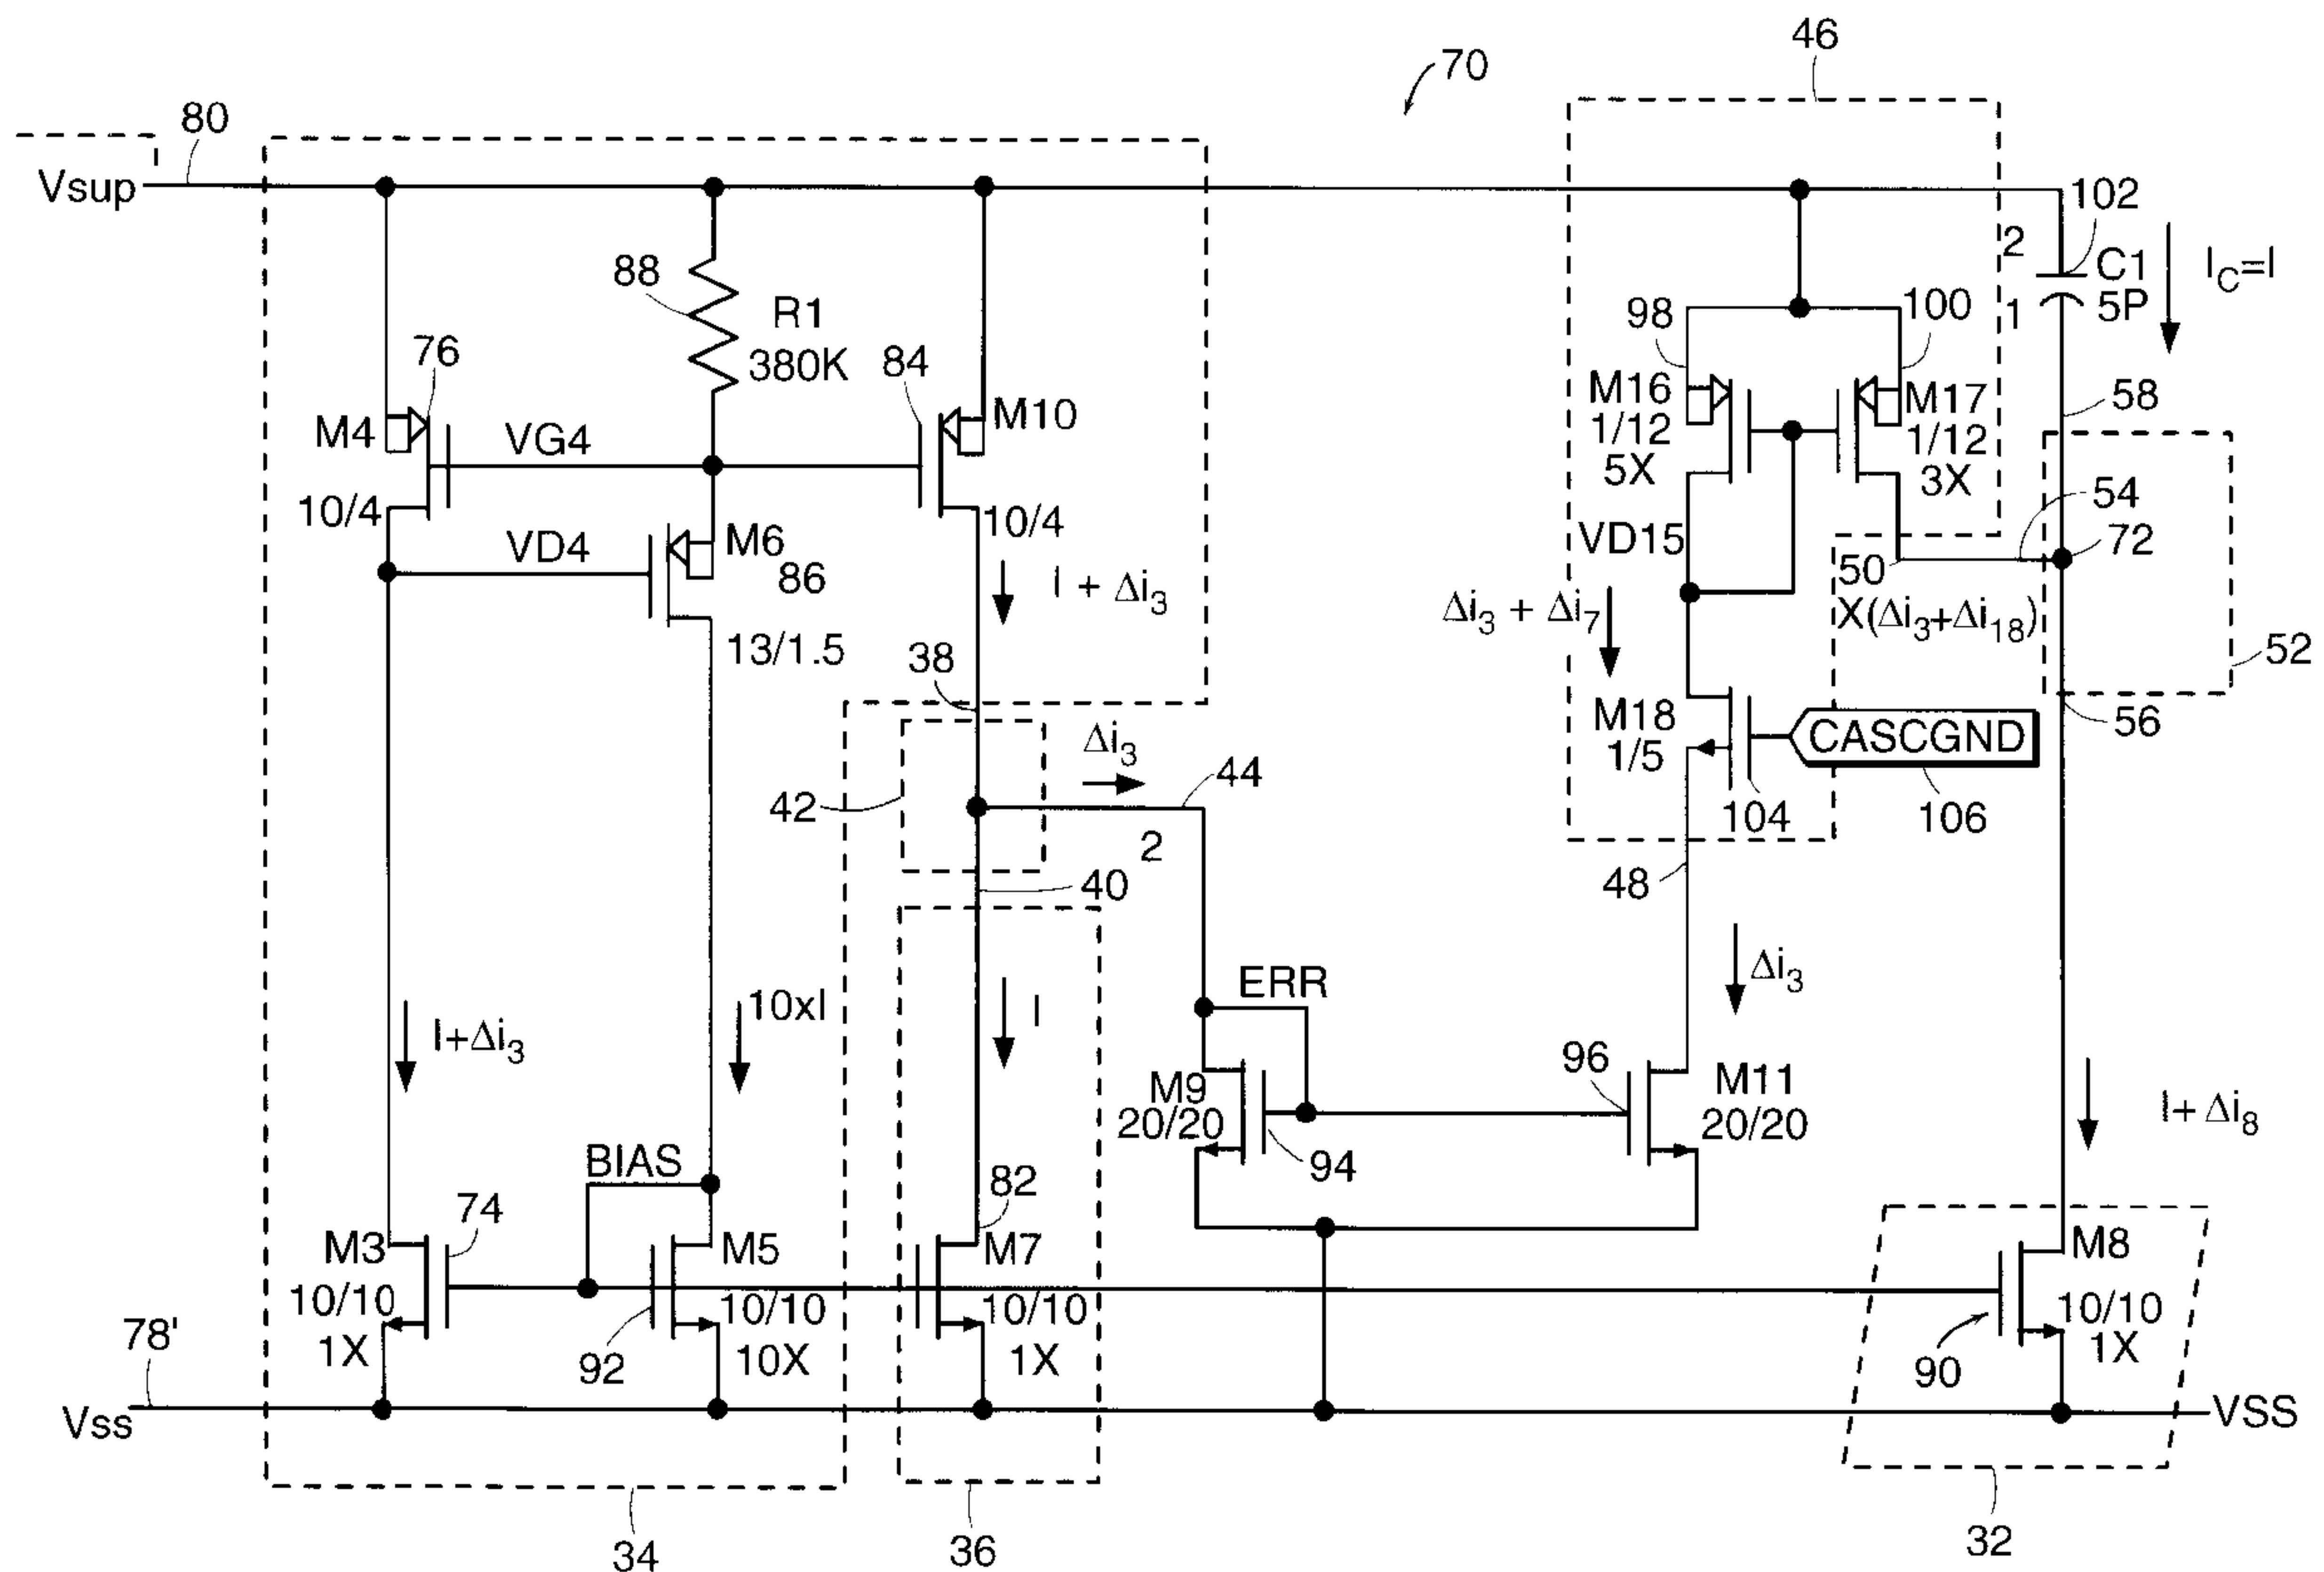 46
70
80
Vsup
102
2
C1
5P
1
I_C=I
88
R1
380K
98
100
76
84
M4
VG4
M10
M16
1/12
5X
M17
1/12
3X
58
10/4
VD4
M6
86
10/4
VD15
54
72
50
I + Δi₃
Δi₃ + Δi₇
X(Δi₃+Δi₁₈)
13/1.5
38
52
M18
1/5
CASCGND
56
Δi₃
44
42
2
104
106
40
48
ERR
Δi₃
10xI
I
I+Δi₃
96
M9
20/20
M11
20/20
I+ Δi₈
94
BIAS
82
74
M3
10/10
1X
M5
10/10
10X
M7
10/10
1X
M8
10/10
1X
78'
92
90
Vss
VSS
34
36
32